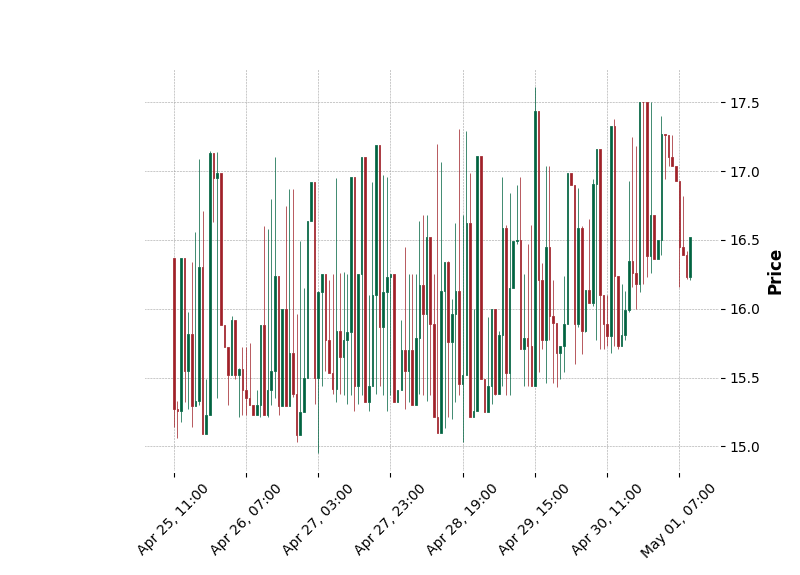 17.5
17.0
16.5
16.0
15.5
15.0
Price
Apr 25, 11:00
Apr 26, 07:00
Apr 27, 03:00
Apr 27, 23:00
Apr 28, 19:00
Apr 29, 15:00
Apr 30, 11:00
May 01, 07:00